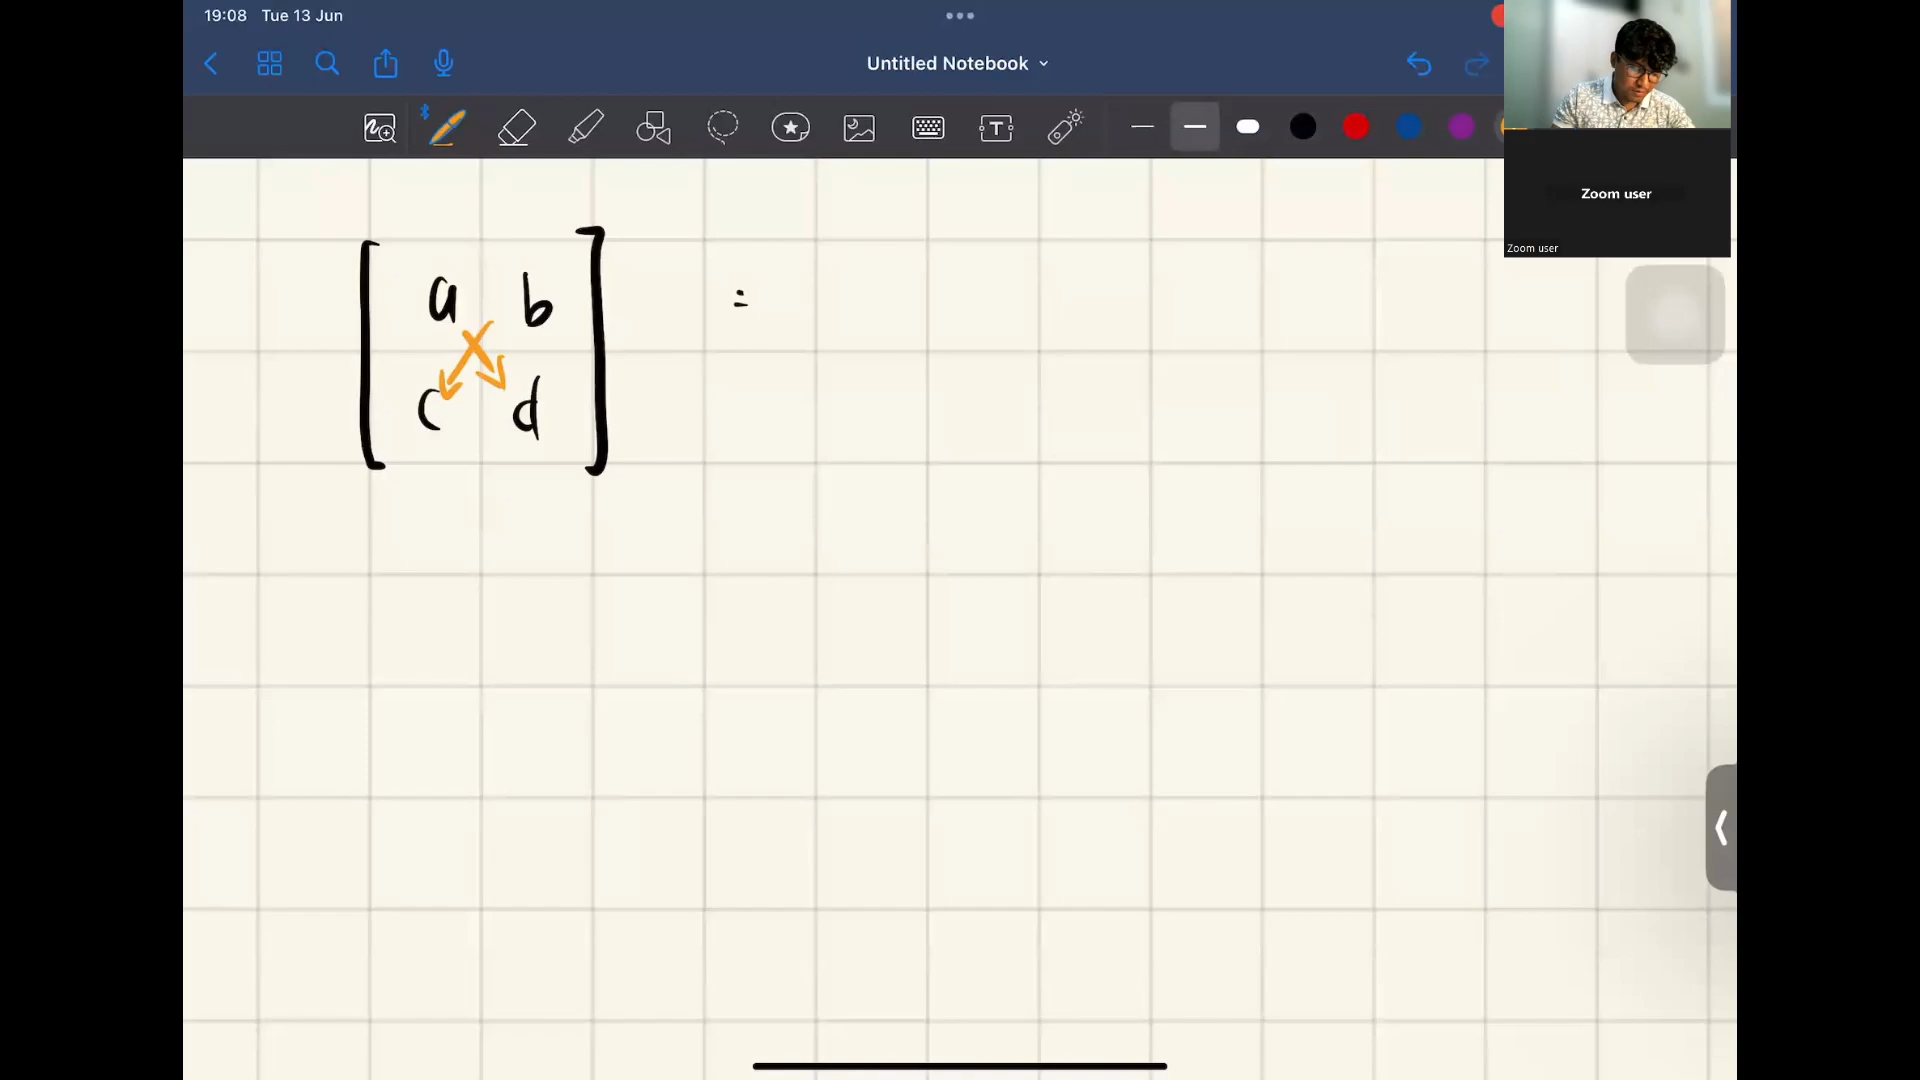 19:08 Tue 13 Jun
Untitled Notebook
T
Zoom user
Zoom user
a b =
c d